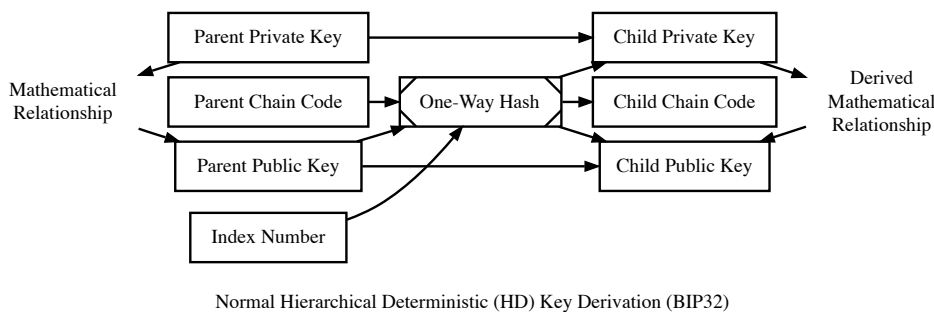 Parent Private Key
Child Private Key
Mathematical
Relationship
Parent Chain Code
One-Way Hash
Child Chain Code
Derived
Mathematical
Relationship
Parent Public Key
Child Public Key
Index Number
Normal Hierarchical Deterministic (HD) Key Derivation (BIP32)